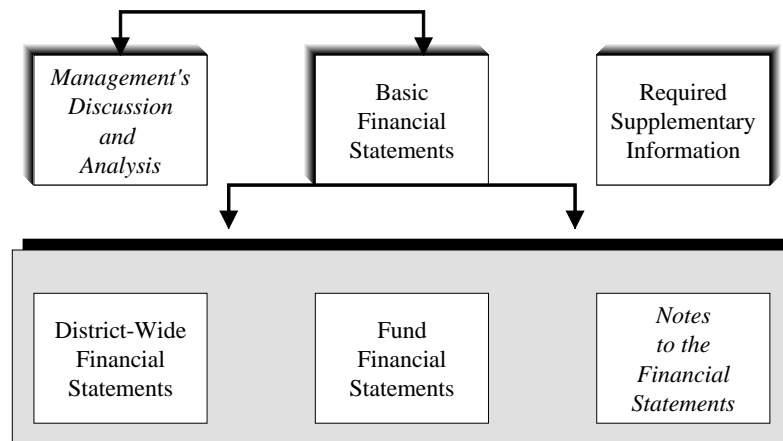 Management's
Discussion
and
Analysis
Basic
Financial
Statements
Required
Supplementary
Information
District-Wide
Financial
Statements
Fund
Financial
Statements
Notes
to the
Financial
Statements